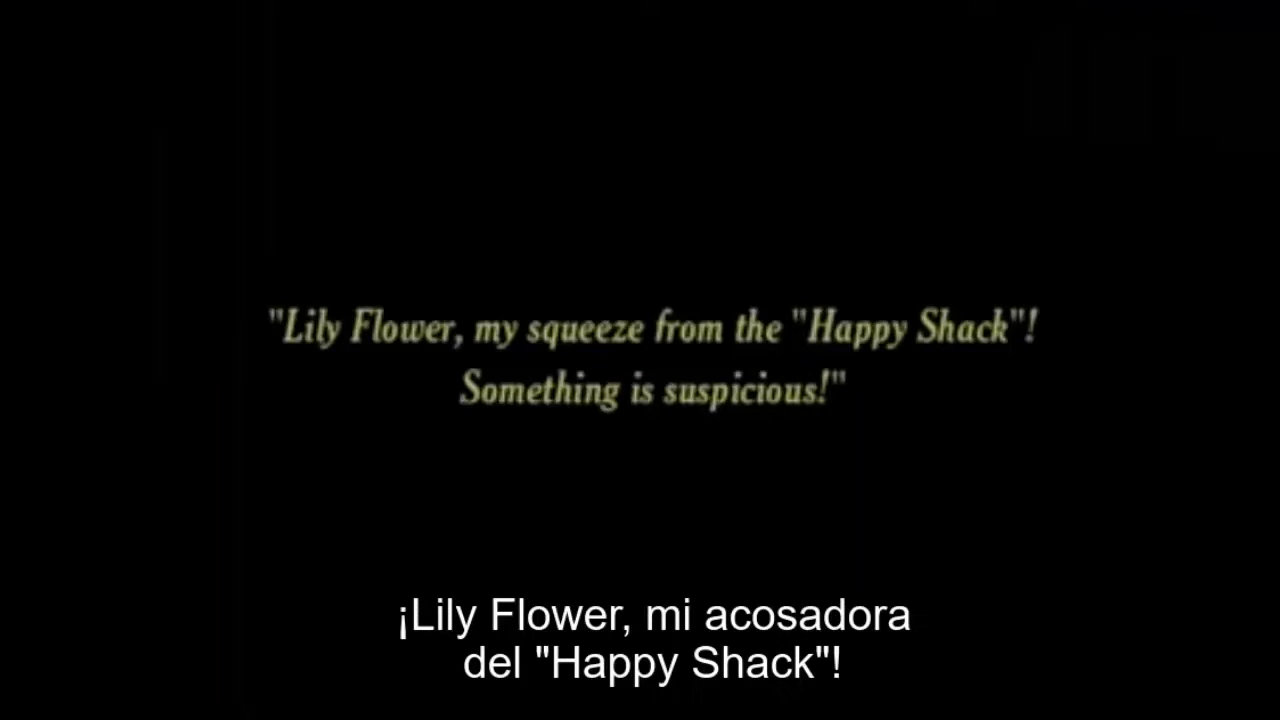 "Lily Flower, my squeeze from the "Happy Shack"!
Something is suspicious!"
¡Lily Flower, mi acosadora
del "Happy Shack"!